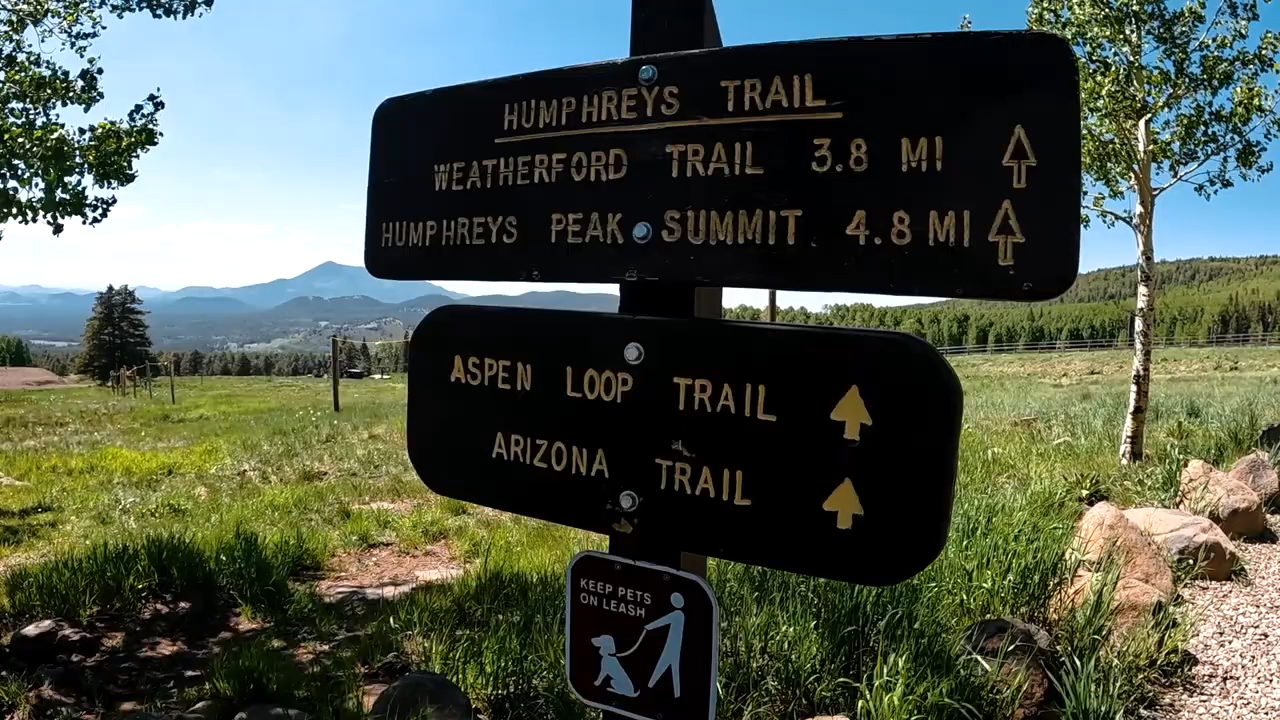 HUMPHREYS TRAIL
WEATHERFORD TRAIL 3.8 MI
HUMPHREYS PEAK SUMMIT 4.8 MI
ASPEN LOOP TRAIL
ARIZONA TRAIL
KEEP PETS
ON LEASH